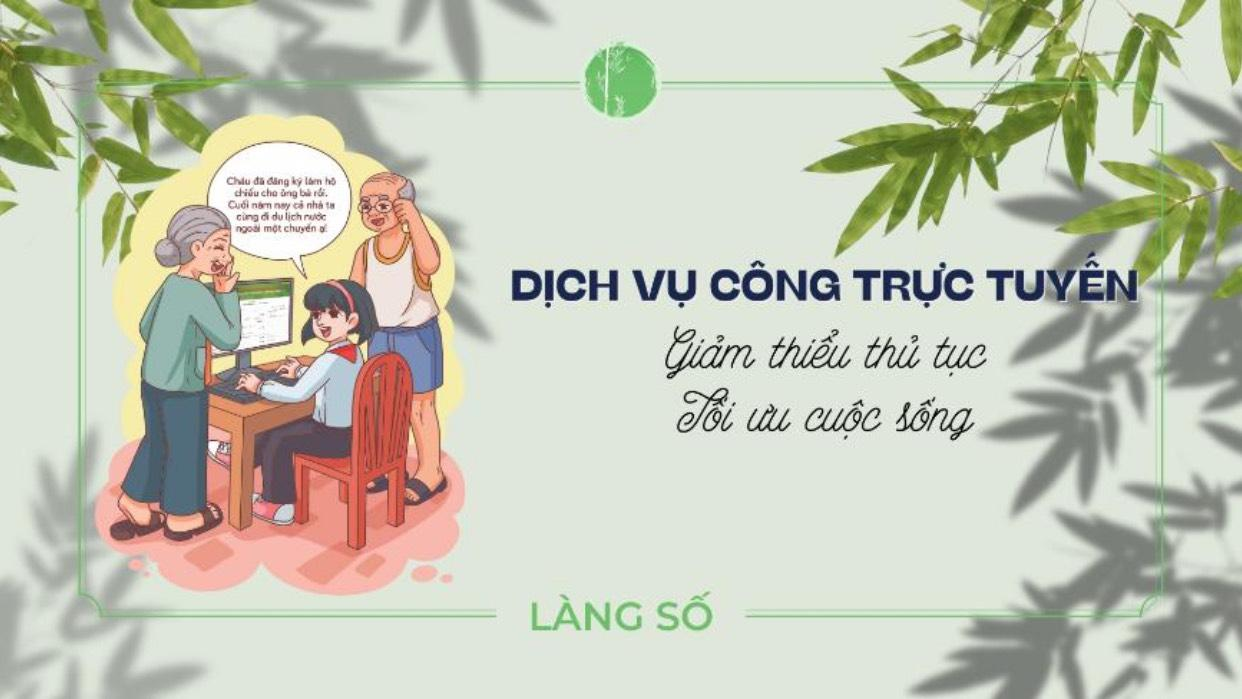 Cháu đã đăng ký làm hộ
chiếu cho ông bà rồi.
Cuối năm nay cả nhà ta
cùng đi du lịch nước
ngoài một chuyến ạ!
DỊCH VỤ CÔNG TRỰC TUYẾN
Giảm thiểu thủ tục
Tối ưu cuộc sống
LÀNG SỐ